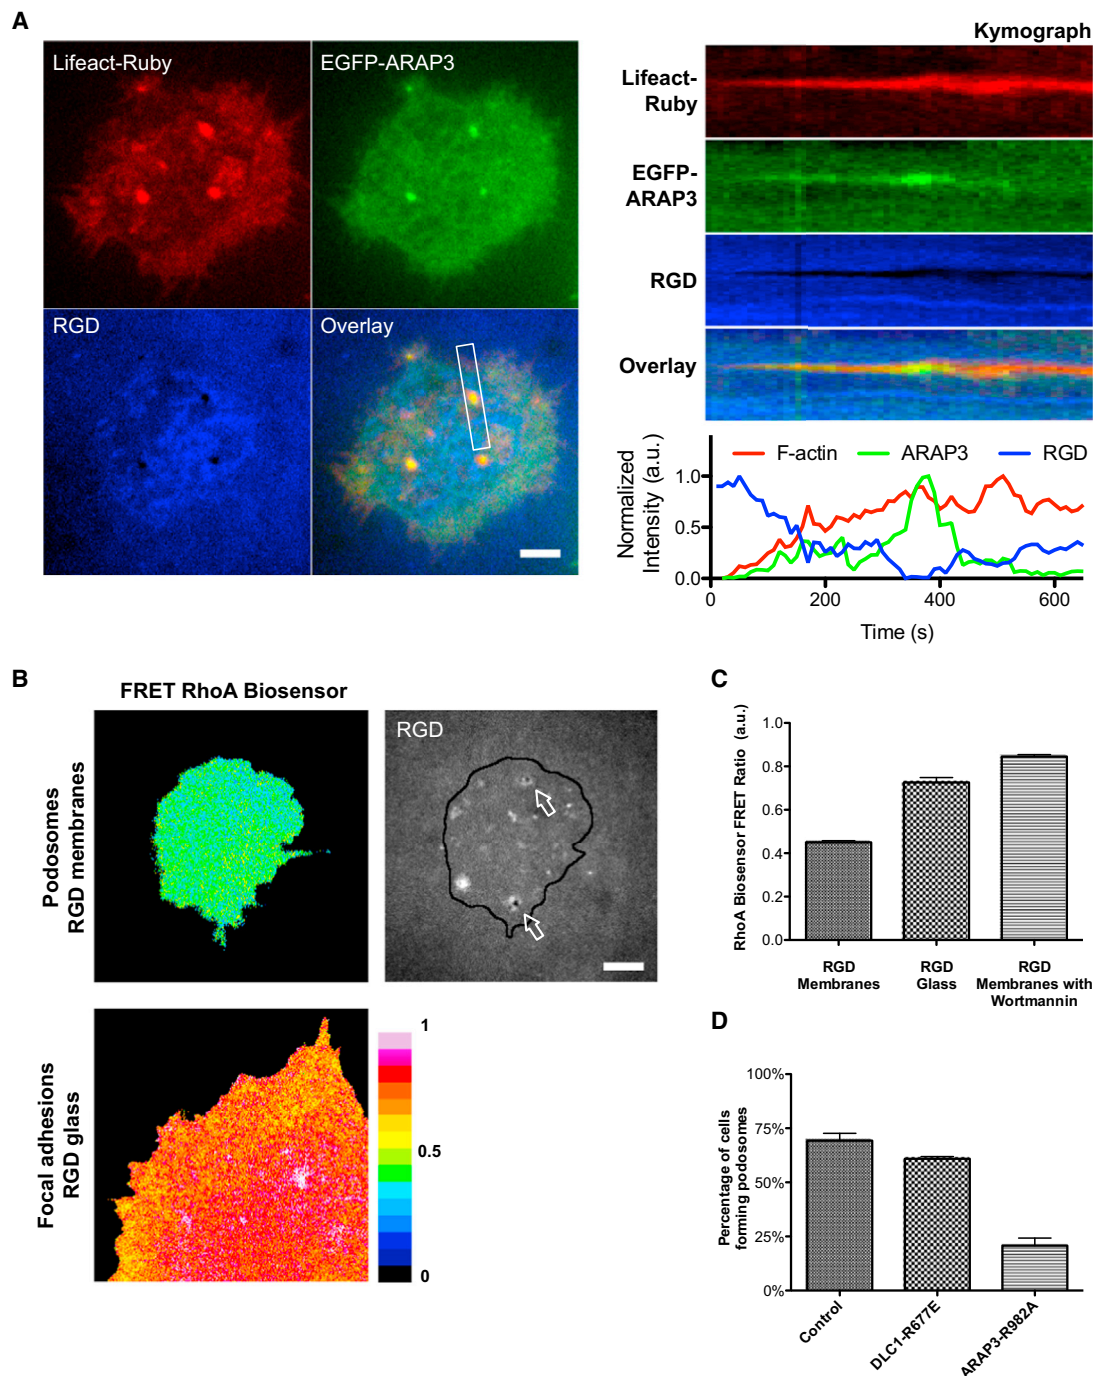 A
Lifeact-Ruby
EGFP-ARAP3
RGD
Overlay
Kymograph
Lifeact-
Ruby
EGFP-
ARAP3
RGD
Overlay
Normalized
Intensity (a.u.)
F-actin
ARAP3
RGD
1.0
0.5
0.0
0
200
400
600
Time (s)
B
FRET RhoA Biosensor
Podosomes
RGD membranes
RGD
Focal adhesions
RGD glass
1
0.5
0
C
RhoA Biosensor FRET Ratio (a.u.)
1.0
0.8
0.6
0.4
0.2
0.0
RGD
Membranes
RGD
Glass
RGD
Membranes with
Wortmannin
D
Percentage of cells
forming podosomes
100%
75%
50%
25%
0%
Control
DLC1-R677E
ARAP3-R982A